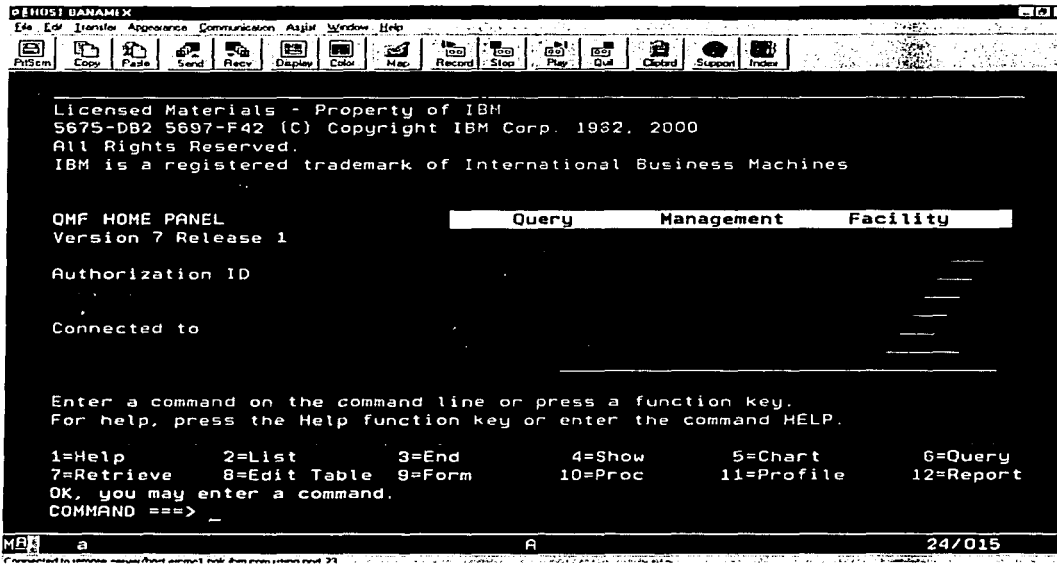 HOST BANAMEX
File Edit Transfer Appearance Communication Assist Window Help
PrtScrn Copy Paste Send Recv Display Color Map Record Stop Play Quit Clipbrd Support Index
Licensed Materials - Property of IBM
5675-DB2 5697-F42 (C) Copyright IBM Corp. 1982, 2000
All Rights Reserved.
IBM is a registered trademark of International Business Machines
QMF HOME PANEL Query Management Facility
Version 7 Release 1
Authorization ID
Connected to
Enter a command on the command line or press a function key.
For help, press the Help function key or enter the command HELP.
1=Help 2=List 3=End 4=Show 5=Chart 6=Query
7=Retrieve 8=Edit Table 9=Form 10=Proc 11=Profile 12=Report
OK, you may enter a command.
COMMAND ===> _
MA a A 24/015